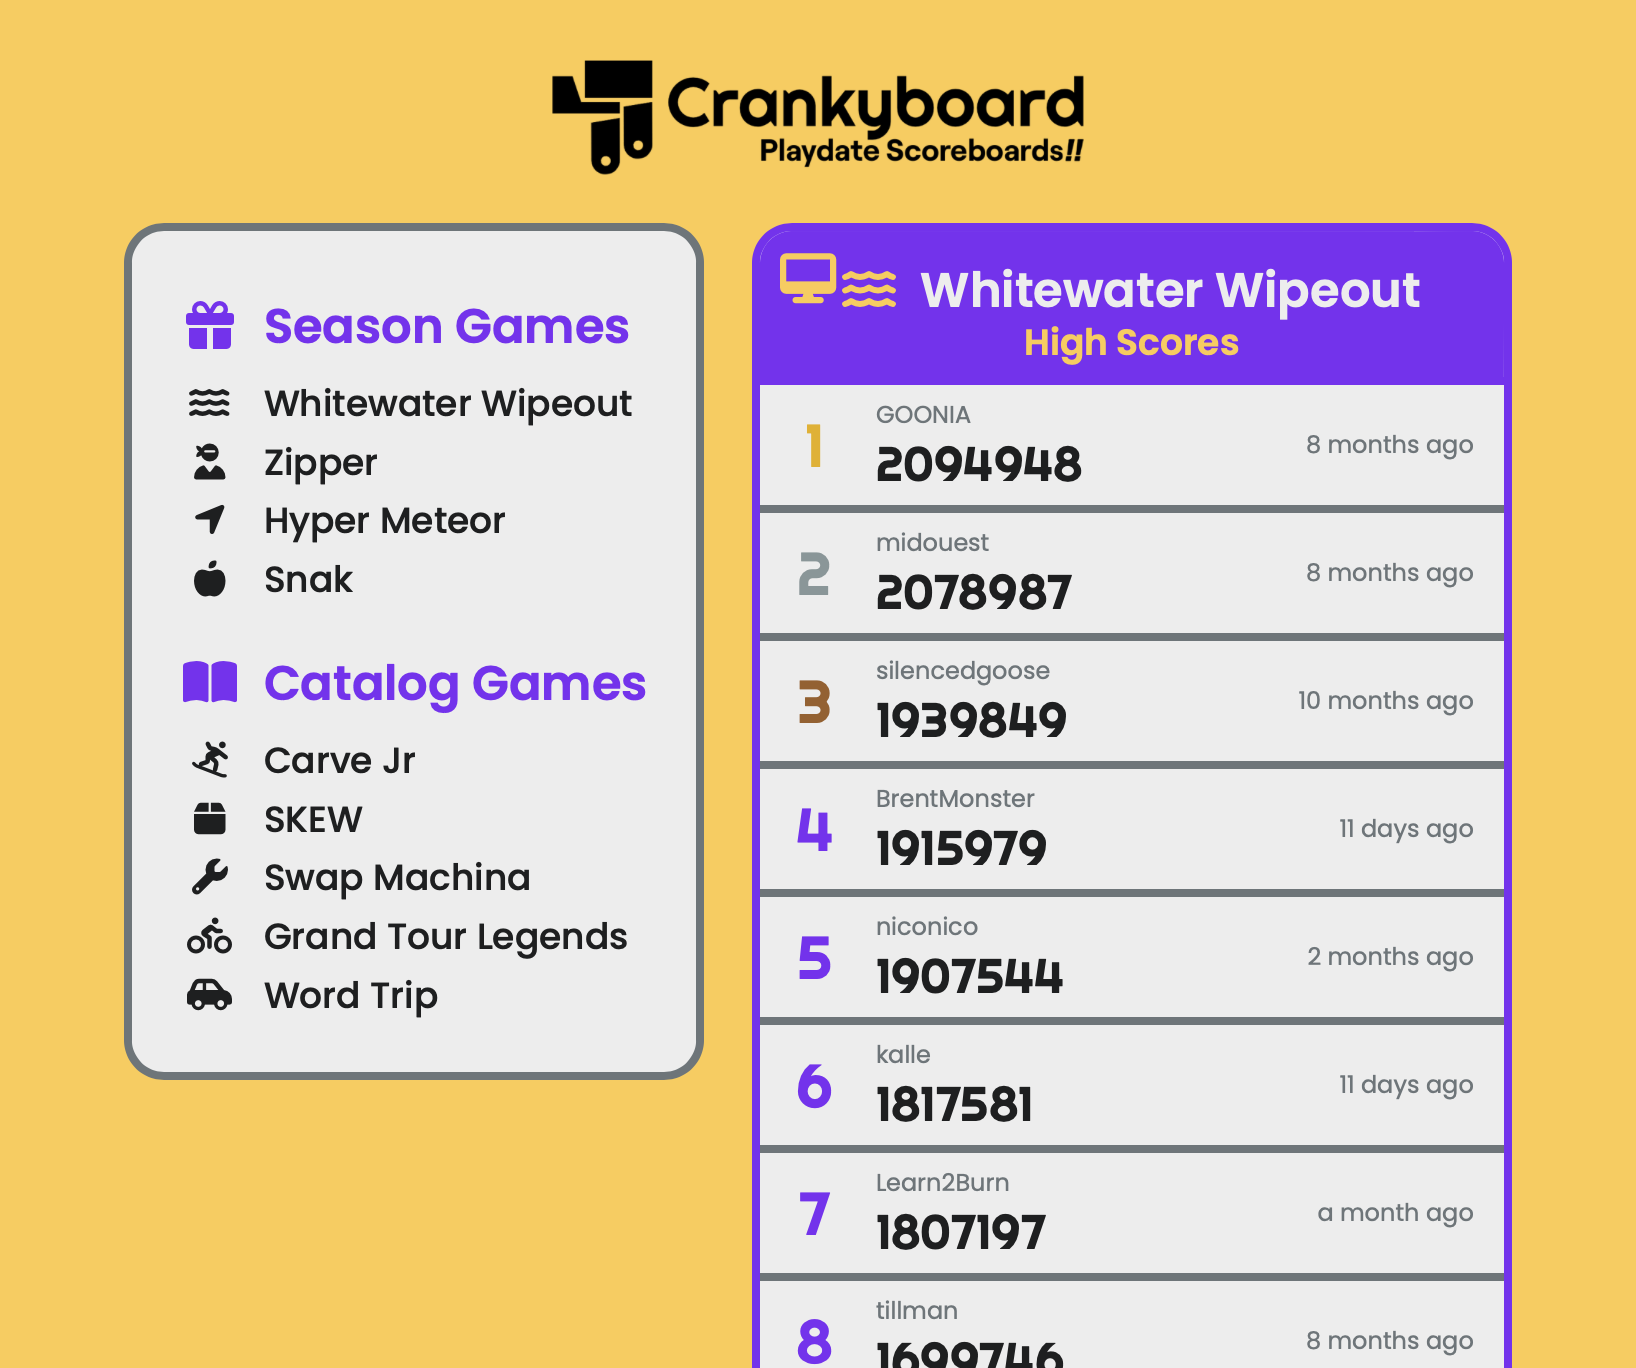 Crankyboard
Playdate Scoreboards!!
Season Games
Whitewater Wipeout
Zipper
Hyper Meteor
Snak
Catalog Games
Carve Jr
SKEW
Swap Machina
Grand Tour Legends
Word Trip
Whitewater Wipeout
High Scores
1
GOONIA
2094948
8 months ago
2
midouest
2078987
8 months ago
3
silencedgoose
1939849
10 months ago
4
BrentMonster
1915979
11 days ago
5
niconico
1907544
2 months ago
6
kalle
1817581
11 days ago
7
Learn2Burn
1807197
a month ago
8
tillman
1699746
8 months ago